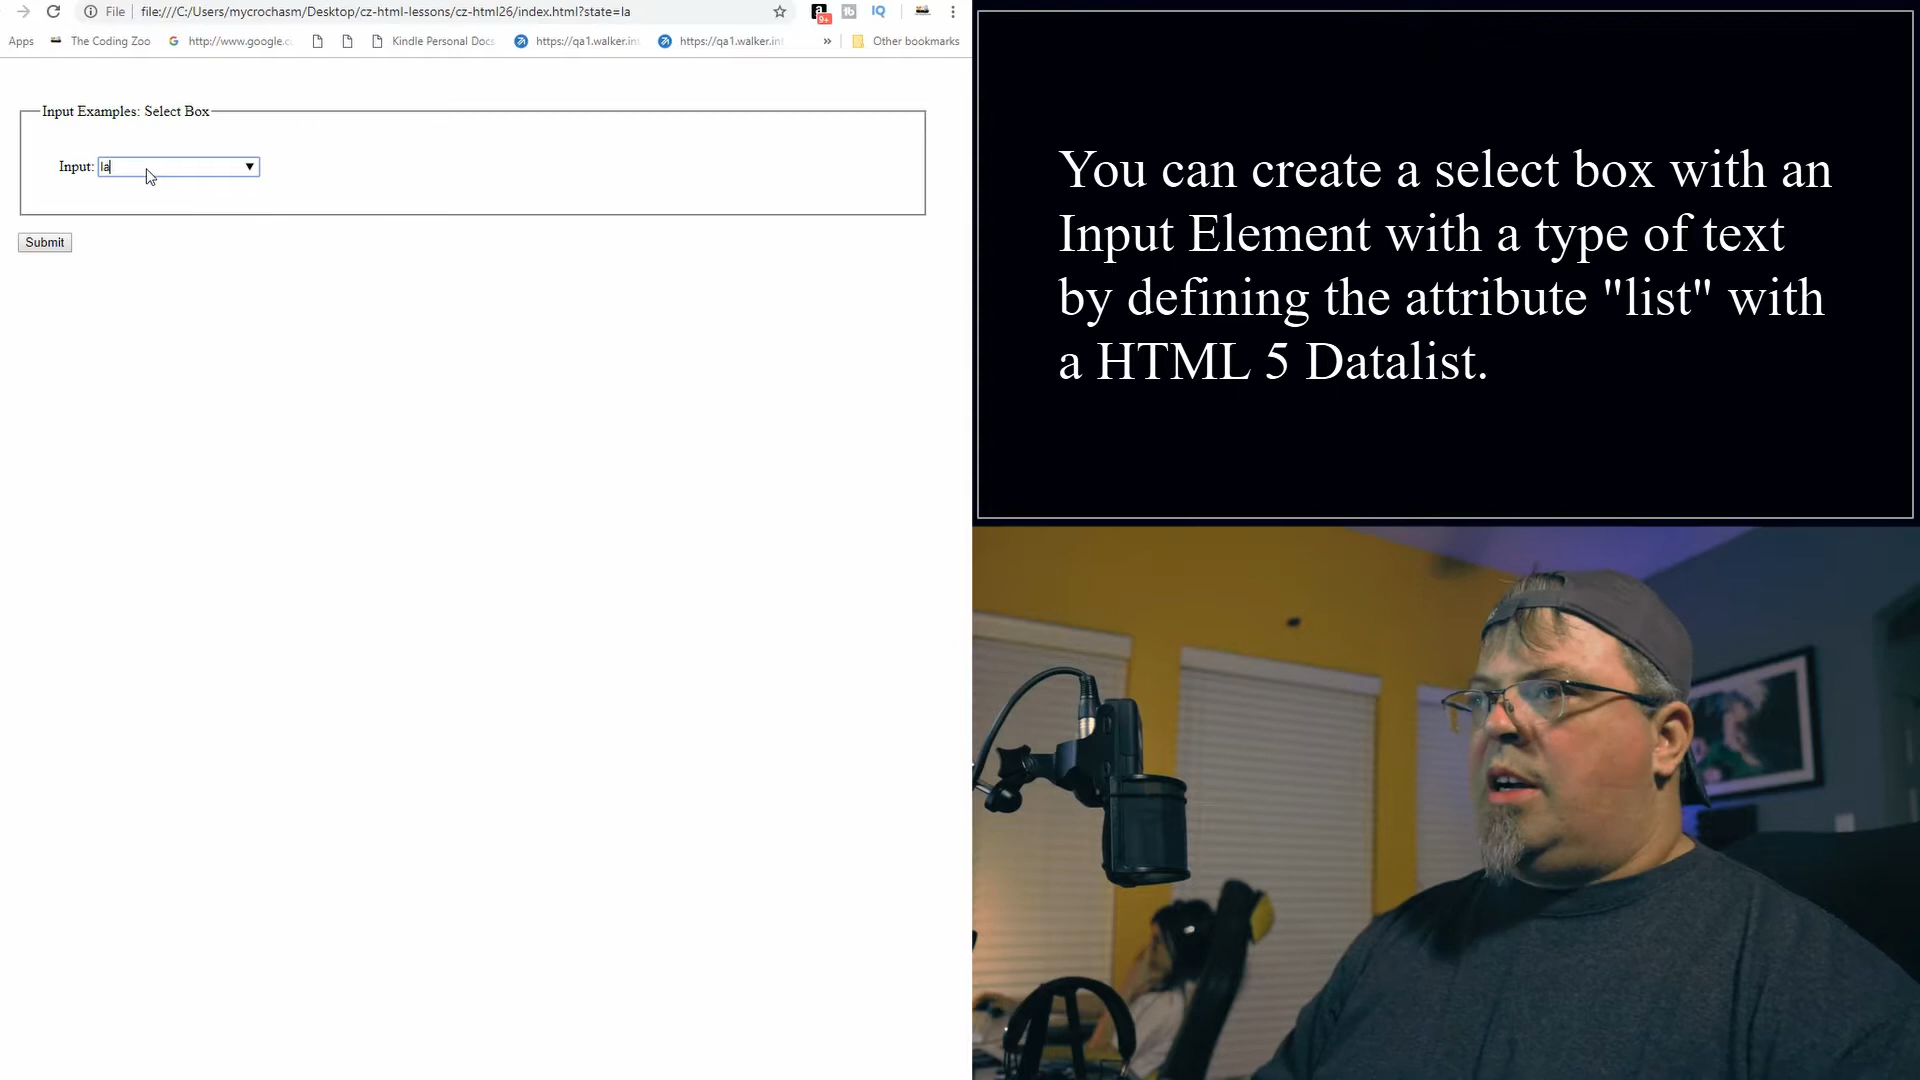 File
file:///C:/Users/mycrochasm/Desktop/cz-html-lessons/cz-html26/index.html?state=la
9+
IQ
Apps
The Coding Zoo
http://www.google.c
Kindle Personal Docs
https://qa1.walker.in
https://qa1.walker.in
»
Other bookmarks
Input Examples: Select Box
Input: la
Submit
You can create a select box with an
Input Element with a type of text
by defining the attribute "list" with
a HTML 5 Datalist.